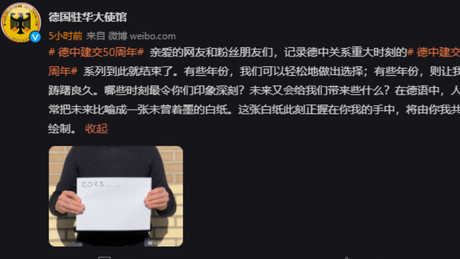 德国驻华大使馆
5小时前 来自 微博 weibo.com
# 德中建交50周年# 亲爱的网友和粉丝朋友们，记录德中关系重大时刻的 # 德中建交
周年# 系列到此就结束了。有些年份，我们可以轻松地做出选择；有些年份，则让我
踌躇良久。哪些时刻最令你们印象深刻？未来又会给我们带来些什么？在德语中，人
常把未来比喻成一张未曾着墨的白纸。这张白纸此刻正握在你我的手中，将由你我共
绘制。 收起
2023